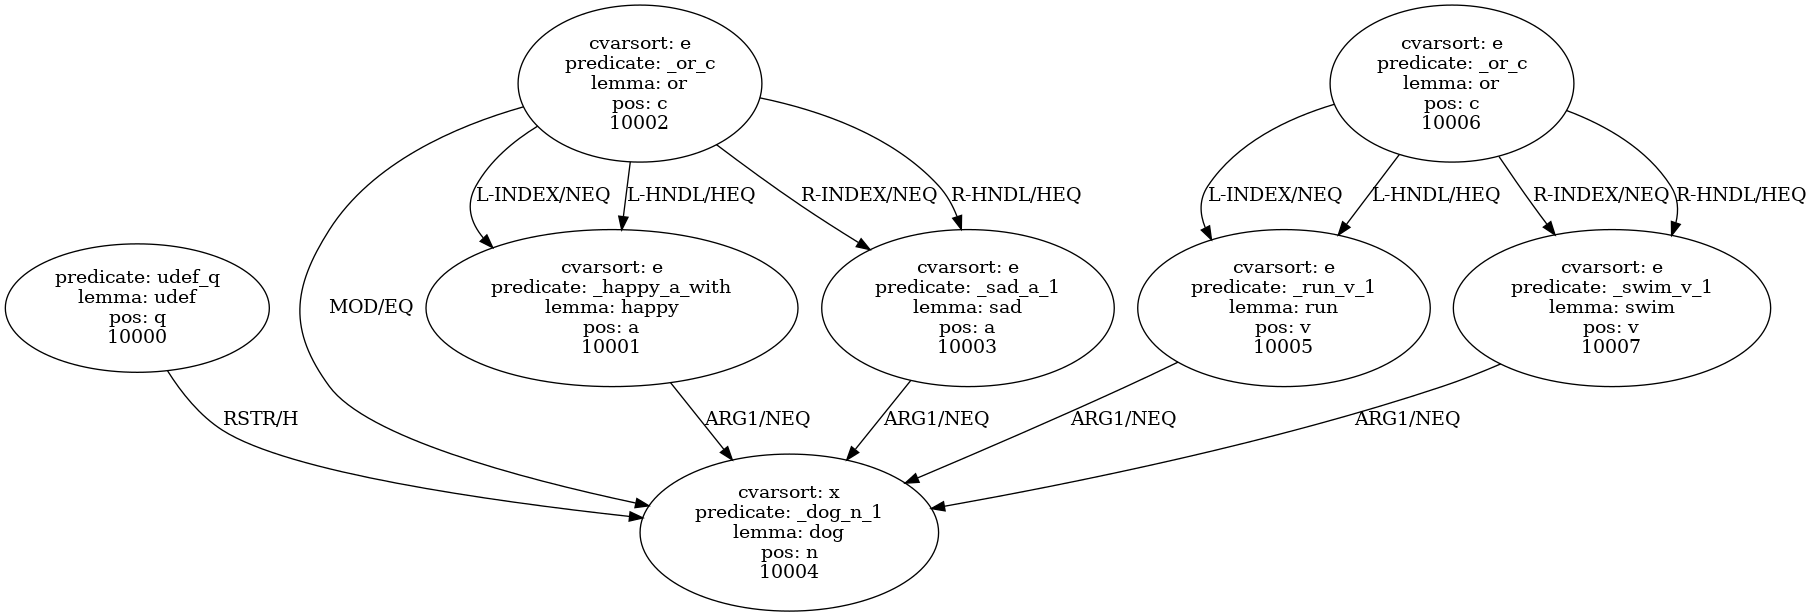 cvarsort: e
predicate: _or_c
lemma: or
pos: c
10002
cvarsort: e
predicate: _or_c
lemma: or
pos: c
10006
L-INDEX/NEQ
L-HNDL/HEQ
R-INDEX/NEQ
R-HNDL/HEQ
L-INDEX/NEQ
L-HNDL/HEQ
R-INDEX/NEQ
R-HNDL/HEQ
predicate: udef_q
lemma: udef
pos: q
10000
MOD/EQ
cvarsort: e
predicate: _happy_a_with
lemma: happy
pos: a
10001
cvarsort: e
predicate: _sad_a_1
lemma: sad
pos: a
10003
cvarsort: e
predicate: _run_v_1
lemma: run
pos: v
10005
cvarsort: e
predicate: _swim_v_1
lemma: swim
pos: v
10007
RSTR/H
ARG1/NEQ
ARG1/NEQ
ARG1/NEQ
ARG1/NEQ
cvarsort: x
predicate: _dog_n_1
lemma: dog
pos: n
10004